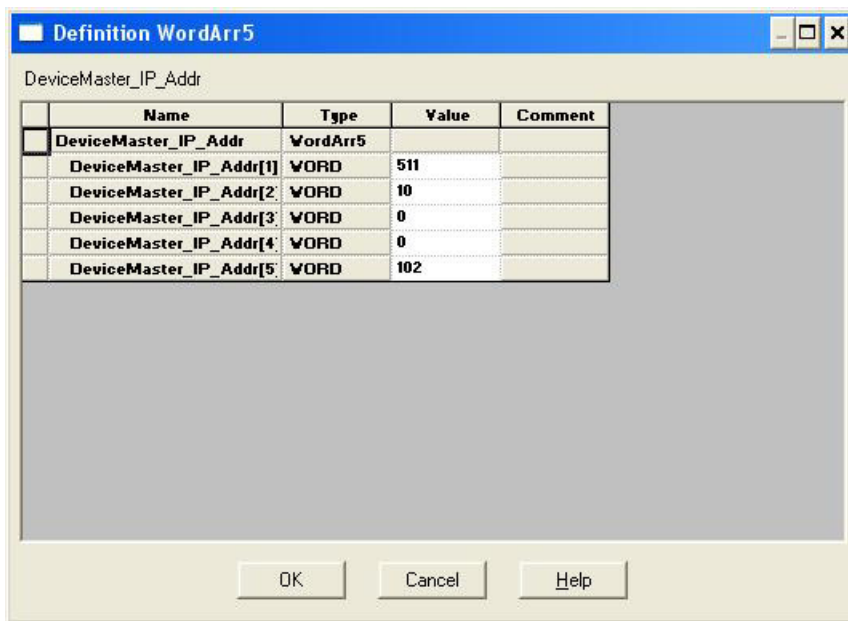 Definition WordArr5
DeviceMaster_IP_Addr
Name Type Value Comment
DeviceMaster_IP_Addr WordArr5
DeviceMaster_IP_Addr[1] WORD 511
DeviceMaster_IP_Addr[2] WORD 10
DeviceMaster_IP_Addr[3] WORD 0
DeviceMaster_IP_Addr[4] WORD 0
DeviceMaster_IP_Addr[5] WORD 102
OK Cancel Help